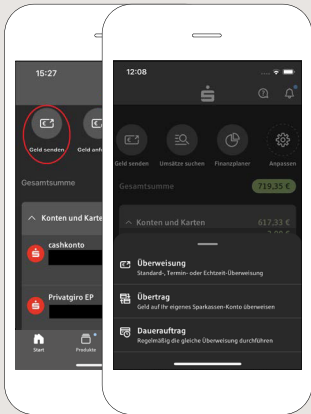 15:27
Geld senden
Gesamtsumme
Konten und Karte
cashkonto
Privatgiro EP
Start
Produkte
12:08
Geld senden
Umsätze suchen
Finanzplaner
Anpassen
Gesamtsumme
719,35 €
Konten und Karten
617,33 €
Überweisung
Standard-, Termin- oder Echtzeit-Überweisung
Übertrag
Geld auf Ihr eigenes Sparkassen-Konto überweisen
Dauerauftrag
Regelmäßig die gleiche Überweisung durchführen